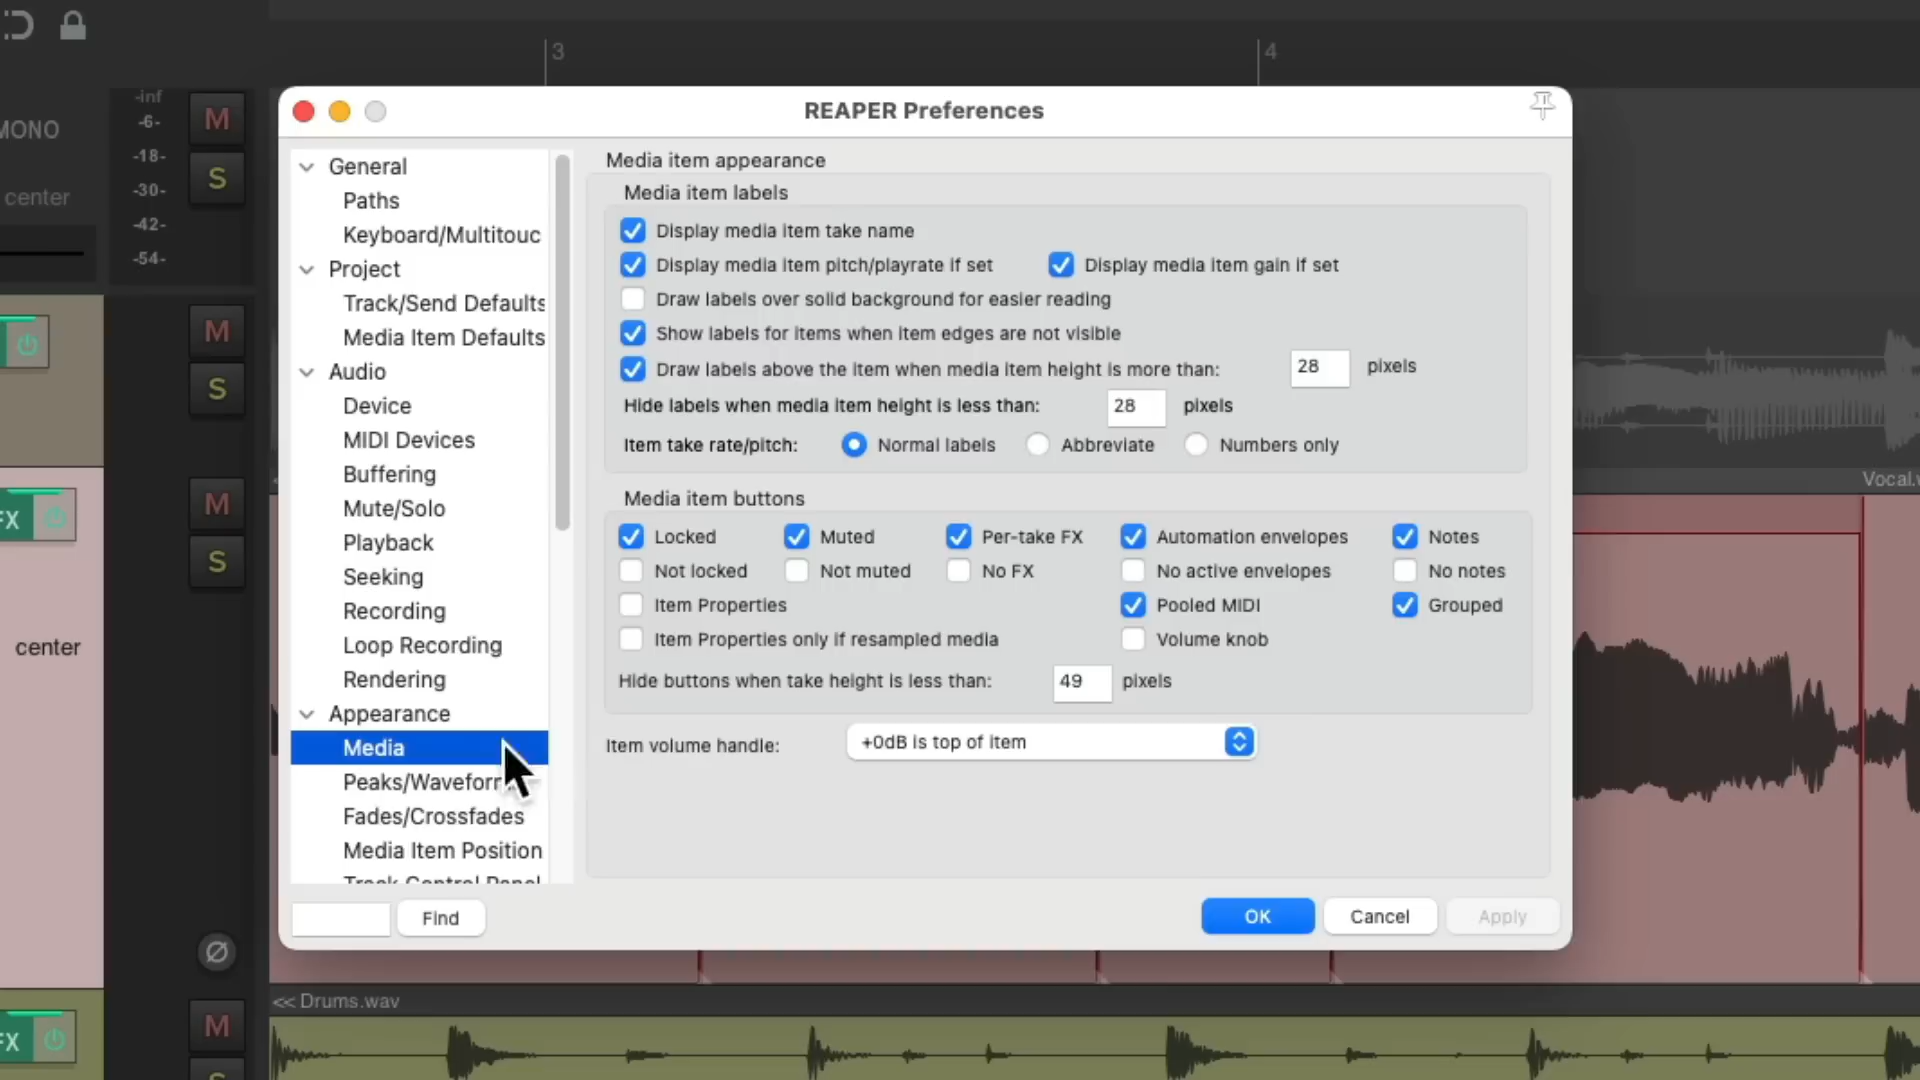 3
4
-inf
-6-
-18-
-30-
-42-
-54-
MONO
center
M
S
M
S
FX
M
S
center
Ø
FX
M
S
REAPER Preferences
General
Paths
Keyboard/Multitouc
Project
Track/Send Defaults
Media Item Defaults
Audio
Device
MIDI Devices
Buffering
Mute/Solo
Playback
Seeking
Recording
Loop Recording
Rendering
Appearance
Media
Peaks/Waveform
Fades/Crossfades
Media Item Position
Track Control Panel
Find
Media item appearance
Media item labels
Display media item take name
Display media item pitch/playrate if set
Display media item gain if set
Draw labels over solid background for easier reading
Show labels for items when item edges are not visible
Draw labels above the item when media item height is more than: 28 pixels
Hide labels when media item height is less than: 28 pixels
Item take rate/pitch: Normal labels Abbreviate Numbers only
Media item buttons
Locked Muted Per-take FX Automation envelopes Notes
Not locked Not muted No FX No active envelopes No notes
Item Properties Pooled MIDI Grouped
Item Properties only if resampled media Volume knob
Hide buttons when take height is less than: 49 pixels
Item volume handle: +0dB is top of item
OK Cancel Apply
Vocal.
<< Drums.wav